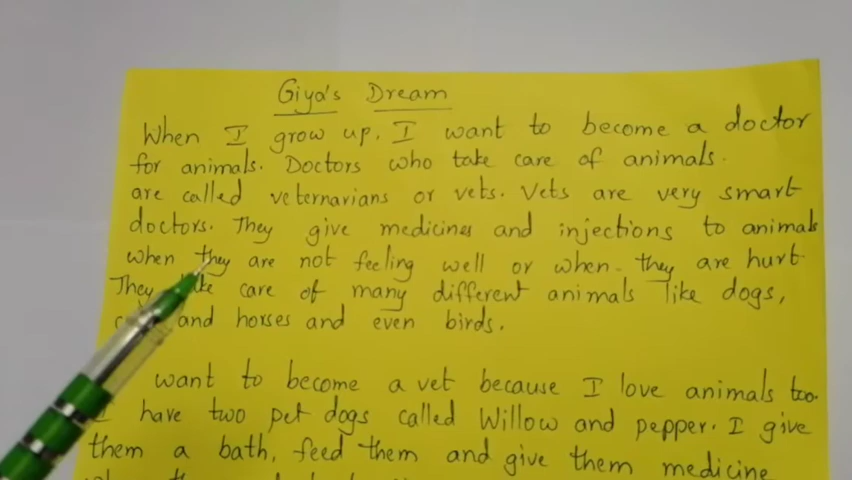 Giya's Dream
When I grow up, I want to become a doctor
for animals. Doctors who take care of animals.
are called veternarians or vets. Vets are very smart
doctors. They give medicines and injections to animals
when they are not feeling well or when they are hurt
They care of many different animals like dogs,
and horses and even birds.
want to become a vet because I love animals too.
I have two pet dogs called Willow and pepper. I give
them a bath, feed them and give them medicine